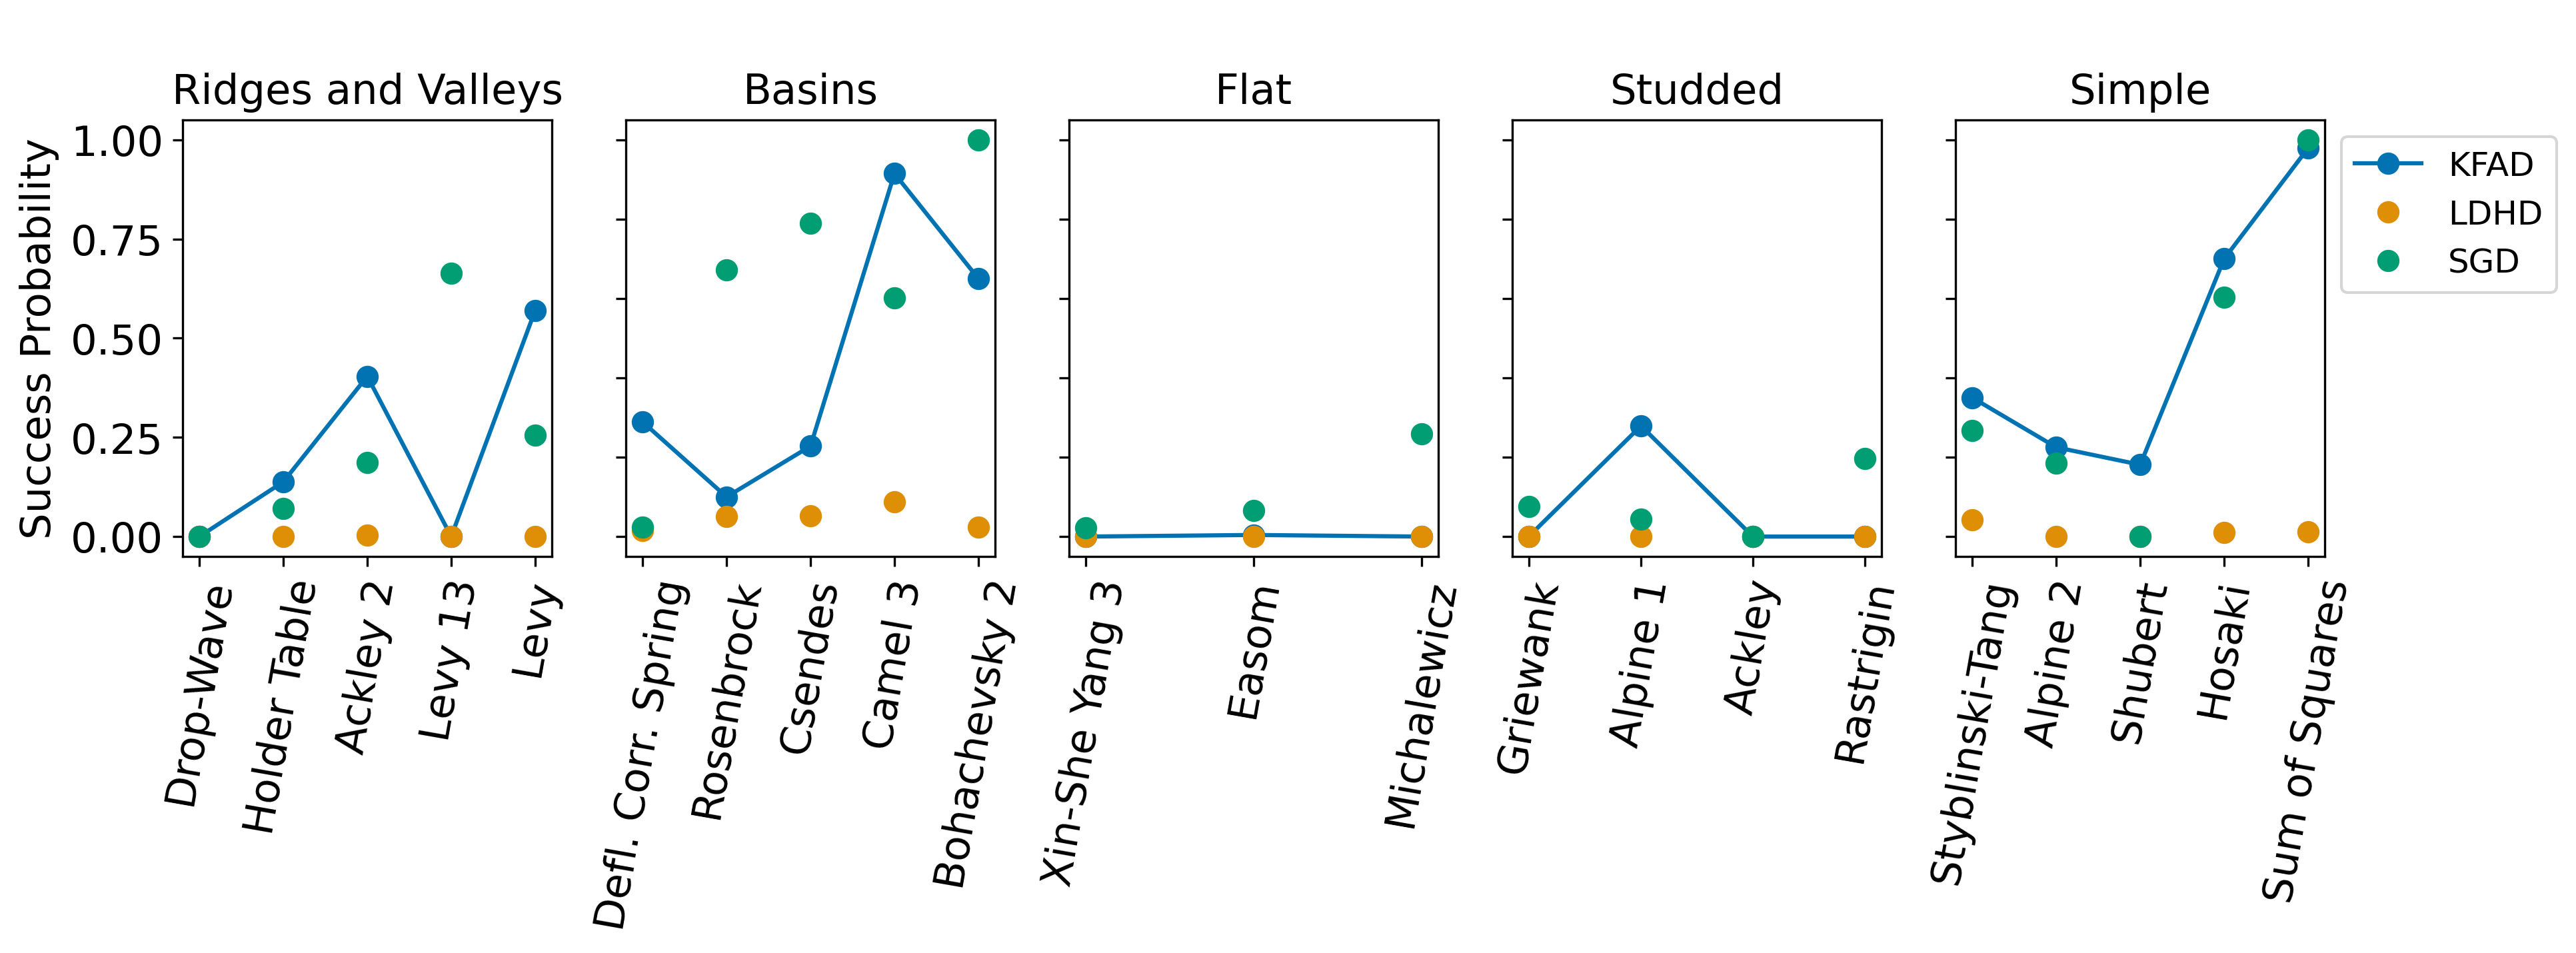 Ridges and Valleys
Basins
Flat
Studded
Simple
Success Probability
1.00
0.75
0.50
0.25
0.00
KFAD
LDHD
SGD
Drop-Wave
Holder Table
Ackley 2
Levy 13
Levy
Defl. Corr. Spring
Rosenbrock
Csendes
Camel 3
Bohachevsky 2
Xin-She Yang 3
Easom
Michalewicz
Griewank
Alpine 1
Ackley
Rastrigin
Styblinski-Tang
Alpine 2
Shubert
Hosaki
Sum of Squares